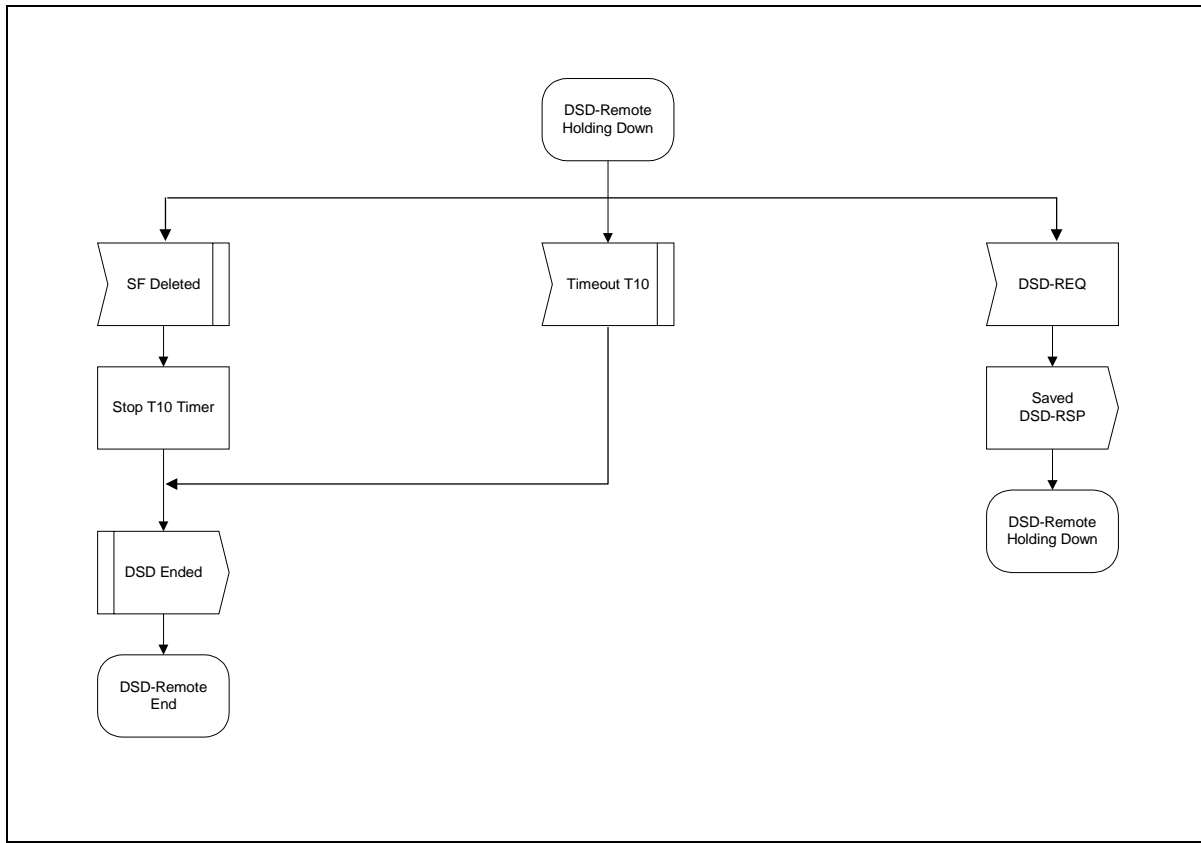 DSD-Remote
Holding Down
SF Deleted
Timeout T10
DSD-REQ
Stop T10 Timer
Saved
DSD-RSP
DSD-Remote
Holding Down
DSD Ended
DSD-Remote
End